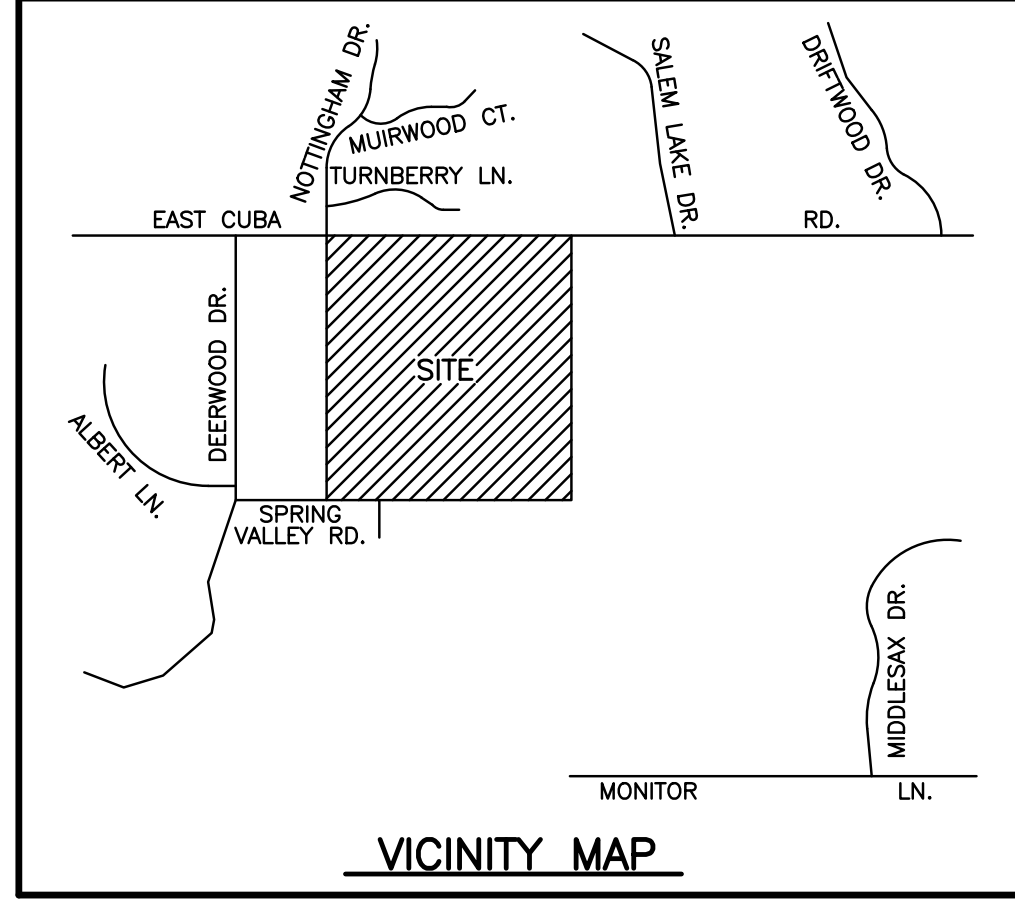 NOTTINGHAM DR.
MUIRWOOD CT.
TURNBERRY LN.
SALEM LAKE DR.
DRIFTWOOD DR.
EAST CUBA RD.
DEERWOOD DR.
SITE
ALBERT LN.
SPRING
VALLEY RD.
MIDDLESAX DR.
MONITOR LN.
VICINITY MAP